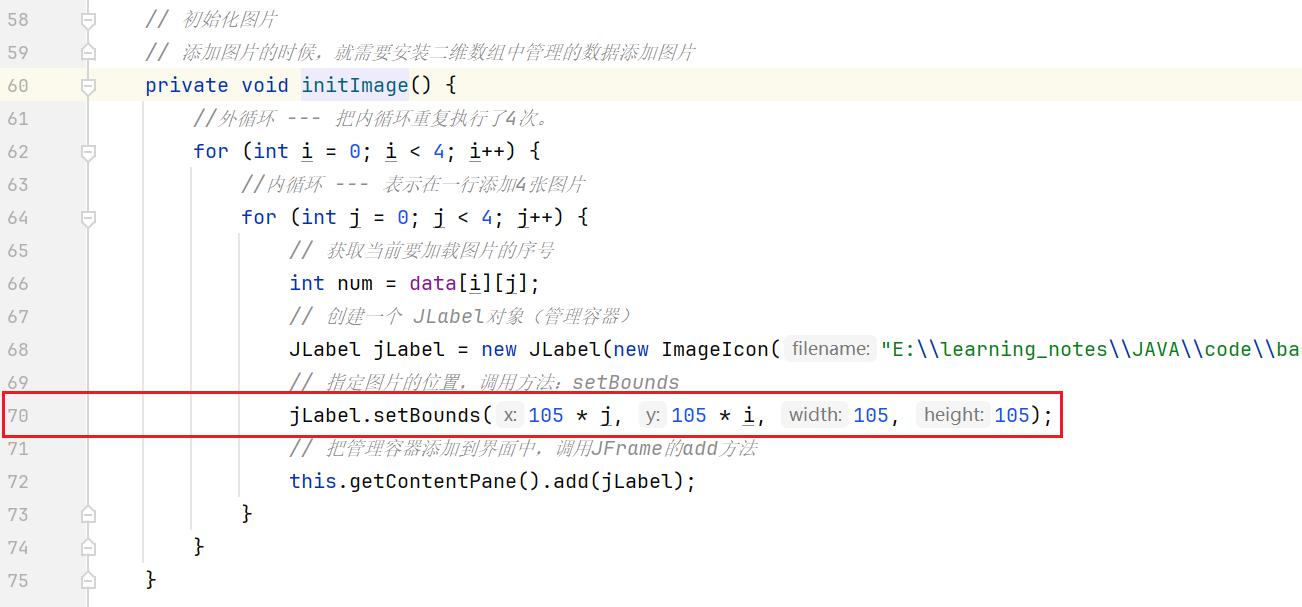 58 // 初始化图片
59 // 添加图片的时候，就需要安装二维数组中管理的数据添加图片
60 private void initImage() {
61 //外循环 --- 把内循环重复执行了4次。
62 for (int i = 0; i < 4; i++) {
63 //内循环 --- 表示在一行添加4张图片
64 for (int j = 0; j < 4; j++) {
65 // 获取当前要加载图片的序号
66 int num = data[i][j];
67 // 创建一个 JLabel对象（管理容器）
68 JLabel jLabel = new JLabel(new ImageIcon( filename: "E:\\learning_notes\\JAVA\\code\\ba
69 // 指定图片的位置，调用方法：setBounds
70 jLabel.setBounds( x: 105 * j, y: 105 * i, width: 105, height: 105);
71 // 把管理容器添加到界面中，调用JFrame的add方法
72 this.getContentPane().add(jLabel);
73 }
74 }
75 }